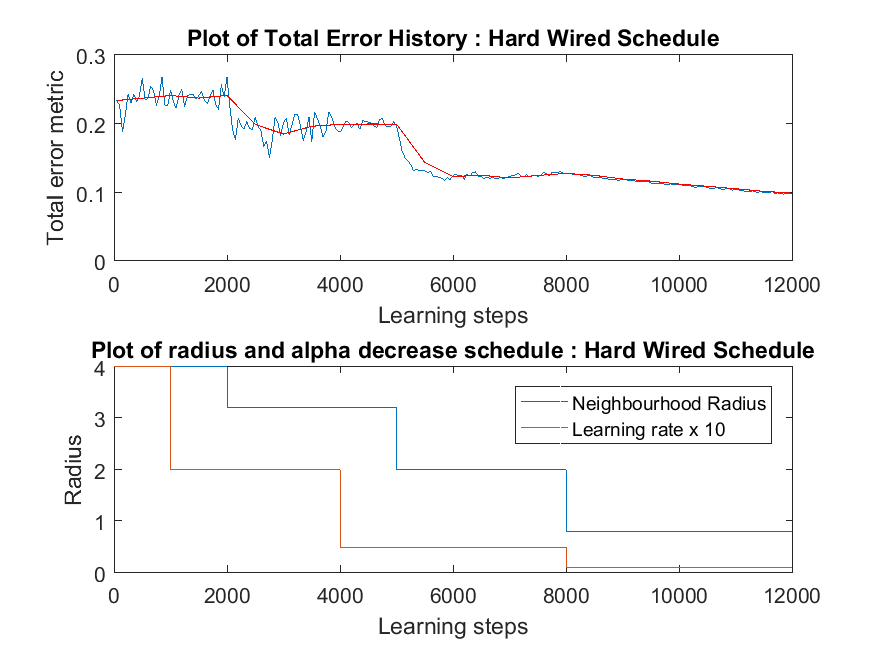 Plot of Total Error History : Hard Wired Schedule
0.3
0.2
0.1
0
Total error metric
0 2000 4000 6000 8000 10000 12000
Learning steps
Plot of radius and alpha decrease schedule : Hard Wired Schedule
4
3
2
1
0
Radius
Neighbourhood Radius
Learning rate x 10
0 2000 4000 6000 8000 10000 12000
Learning steps